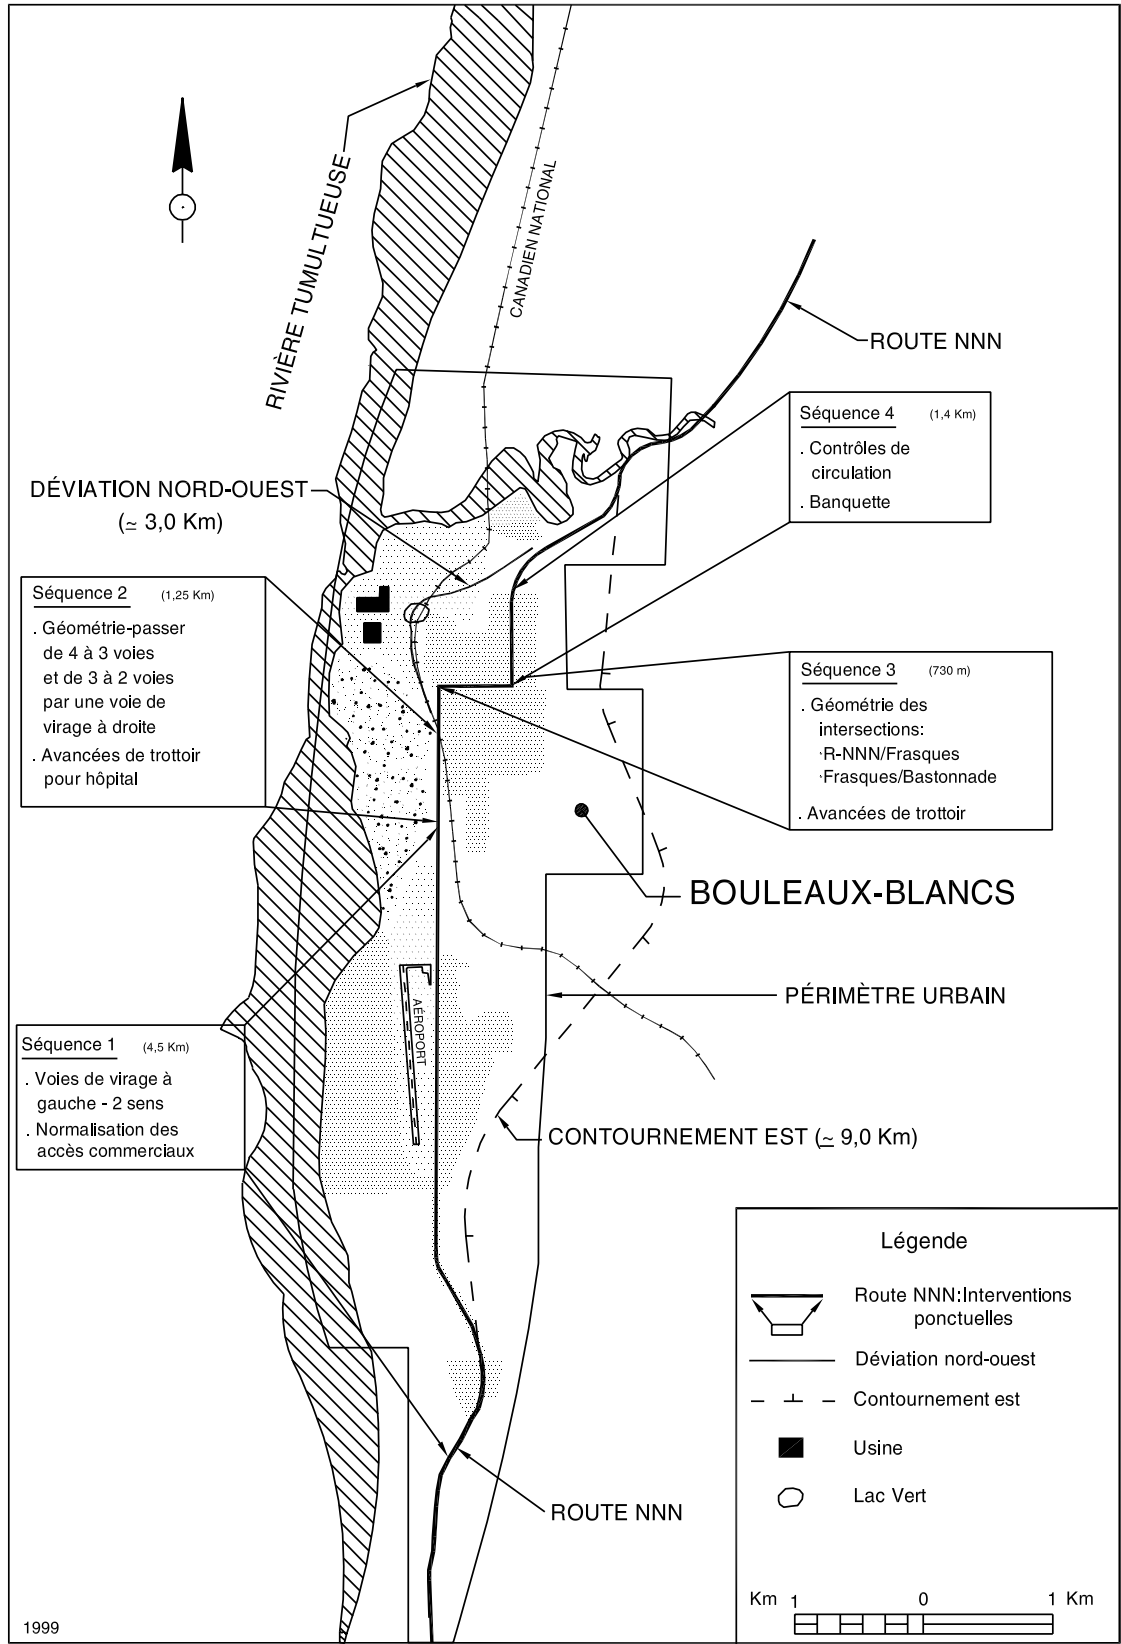 RIVIÈRE TUMULTUEUSE
CANADIEN NATIONAL
ROUTE NNN
Séquence 4 (1,4 Km)
. Contrôles de
circulation
. Banquette
DÉVIATION NORD-OUEST
(≃ 3,0 Km)
Séquence 2 (1,25 Km)
. Géométrie-passer
de 4 à 3 voies
et de 3 à 2 voies
par une voie de
virage à droite
. Avancées de trottoir
pour hôpital
Séquence 3 (730 m)
. Géométrie des
intersections:
·R-NNN/Frasques
·Frasques/Bastonnade
. Avancées de trottoir
BOULEAUX-BLANCS
PÉRIMÈTRE URBAIN
AÉROPORT
Séquence 1 (4,5 Km)
. Voies de virage à
gauche - 2 sens
. Normalisation des
accès commerciaux
CONTOURNEMENT EST (≃ 9,0 Km)
ROUTE NNN
Légende
Route NNN:Interventions
ponctuelles
Déviation nord-ouest
Contournement est
Usine
Lac Vert
Km 1 0 1 Km
1999